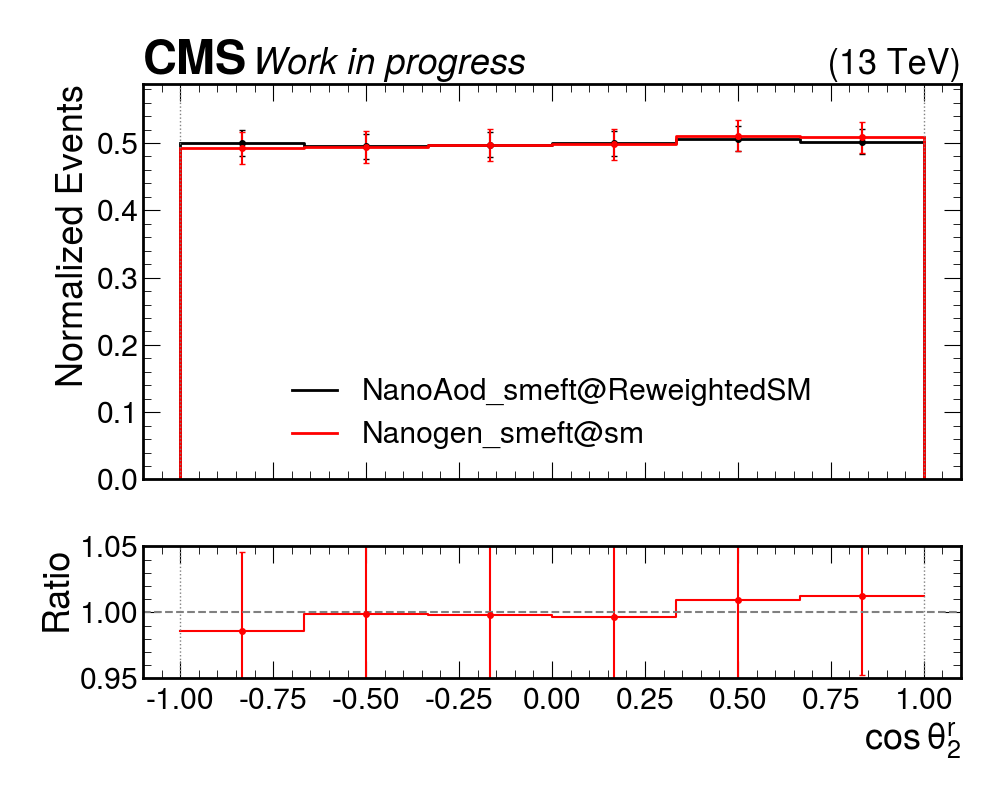 CMS Work in progress (13 TeV)
Normalized Events
0.5
0.4
0.3
0.2
0.1
0.0
NanoAod_smeft@ReweightedSM
Nanogen_smeft@sm
Ratio
1.05
1.00
0.95
-1.00 -0.75 -0.50 -0.25 0.00 0.25 0.50 0.75 1.00
cos θ₂ʳ